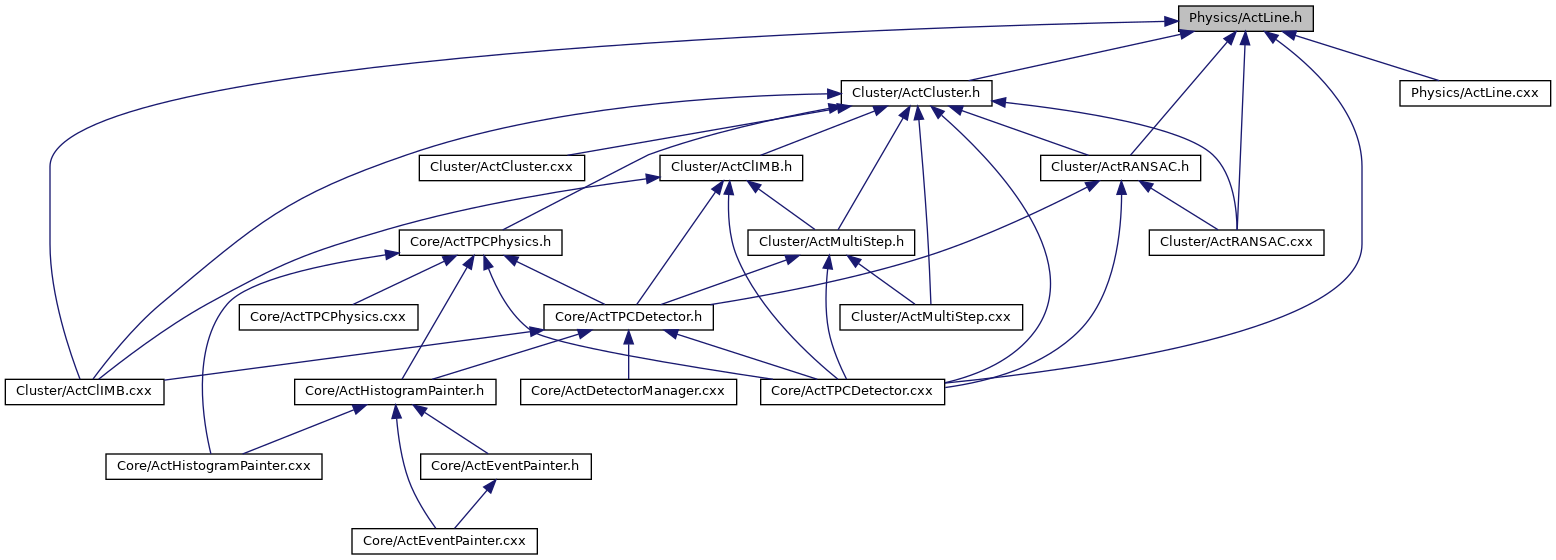 Physics/ActLine.h
Cluster/ActCluster.h
Physics/ActLine.cxx
Cluster/ActCluster.cxx
Cluster/ActClIMB.h
Cluster/ActRANSAC.h
Core/ActTPCPhysics.h
Cluster/ActMultiStep.h
Cluster/ActRANSAC.cxx
Core/ActTPCPhysics.cxx
Core/ActTPCDetector.h
Cluster/ActMultiStep.cxx
Cluster/ActClIMB.cxx
Core/ActHistogramPainter.h
Core/ActDetectorManager.cxx
Core/ActTPCDetector.cxx
Core/ActHistogramPainter.cxx
Core/ActEventPainter.h
Core/ActEventPainter.cxx